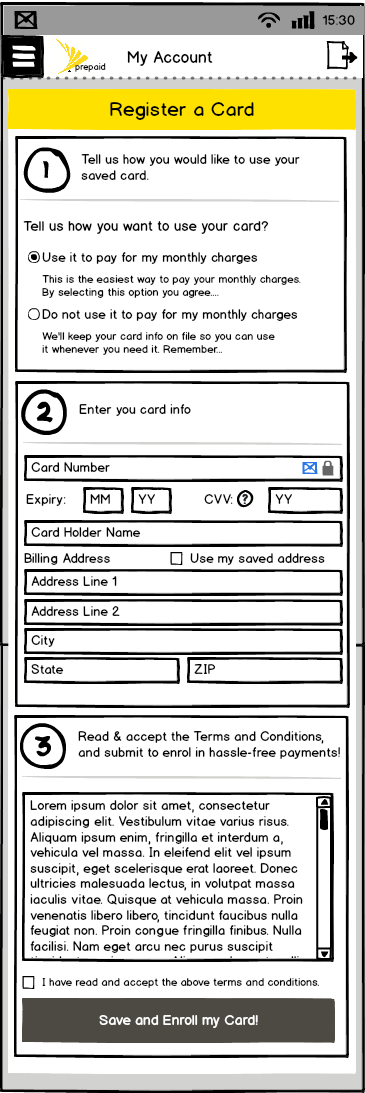 15:30
prepaid
My Account
Register a Card
1
Tell us how you would like to use your
saved card.
Tell us how you want to use your card?
Use it to pay for my monthly charges
This is the easiest way to pay your monthly charges.
By selecting this option you agree....
Do not use it to pay for my monthly charges
We'll keep your card info on file so you can use
it whenever you need it. Remember...
2
Enter you card info
Card Number
Expiry: MM YY CVV: ? YY
Card Holder Name
Billing Address Use my saved address
Address Line 1
Address Line 2
City
State ZIP
3
Read & accept the Terms and Conditions,
and submit to enrol in hassle-free payments!
Lorem ipsum dolor sit amet, consectetur
adipiscing elit. Vestibulum vitae varius risus.
Aliquam ipsum enim, fringilla et interdum a,
vehicula vel massa. In eleifend elit vel ipsum
suscipit, eget scelerisque erat laoreet. Donec
ultricies malesuada lectus, in volutpat massa
iaculis vitae. Quisque at vehicula massa. Proin
venenatis libero libero, tincidunt faucibus nulla
feugiat non. Proin congue fringilla finibus. Nulla
facilisi. Nam eget arcu nec purus suscipit
I have read and accept the above terms and conditions.
Save and Enroll my Card!